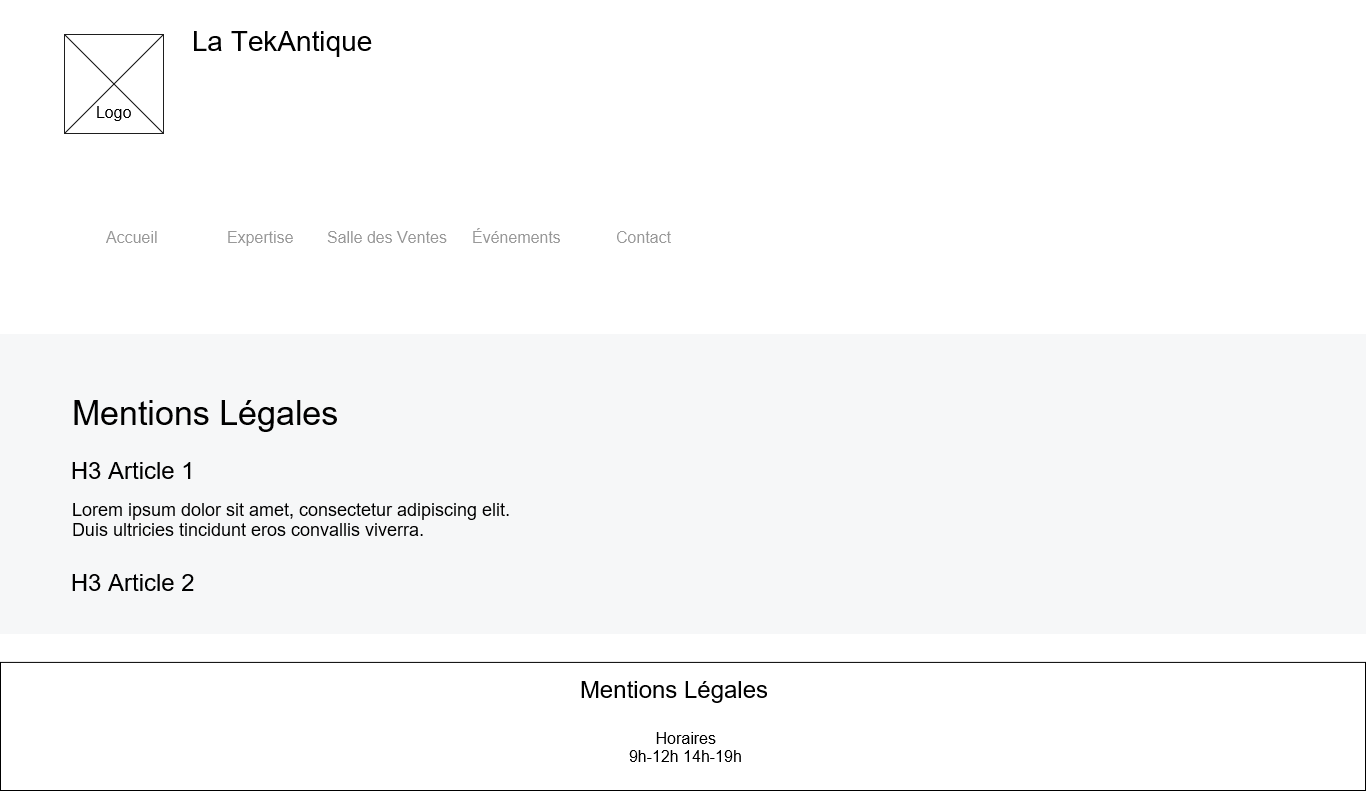 La TekAntique
Logo
Accueil Expertise Salle des Ventes Événements Contact
Mentions Légales
H3 Article 1
Lorem ipsum dolor sit amet, consectetur adipiscing elit.
Duis ultricies tincidunt eros convallis viverra.
H3 Article 2
Mentions Légales
Horaires
9h-12h 14h-19h